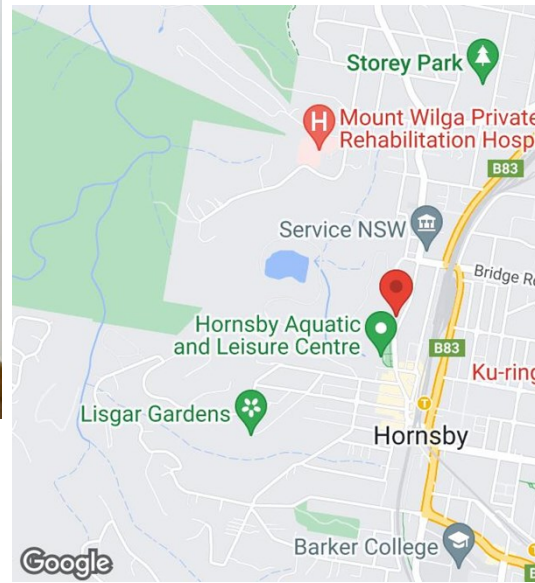 Storey Park
H
Mount Wilga Private
Rehabilitation Hosp
B83
Service NSW
Bridge Ro
Hornsby Aquatic
and Leisure Centre
B83
Ku-ring
Lisgar Gardens
T
Hornsby
Barker College
T
B
Google